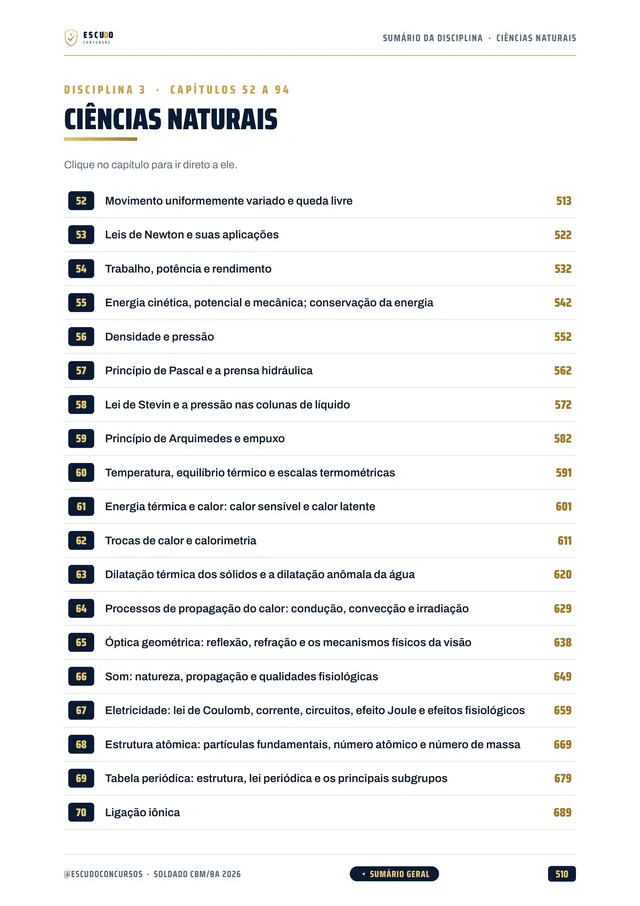 ESCUDO
CONCURSOS
SUMÁRIO DA DISCIPLINA · CIÊNCIAS NATURAIS
DISCIPLINA 3 · CAPÍTULOS 52 A 94
CIÊNCIAS NATURAIS
Clique no capítulo para ir direto a ele.
52 Movimento uniformemente variado e queda livre 513
53 Leis de Newton e suas aplicações 522
54 Trabalho, potência e rendimento 532
55 Energia cinética, potencial e mecânica; conservação da energia 542
56 Densidade e pressão 552
57 Princípio de Pascal e a prensa hidráulica 562
58 Lei de Stevin e a pressão nas colunas de líquido 572
59 Princípio de Arquimedes e empuxo 582
60 Temperatura, equilíbrio térmico e escalas termométricas 591
61 Energia térmica e calor: calor sensível e calor latente 601
62 Trocas de calor e calorimetria 611
63 Dilatação térmica dos sólidos e a dilatação anômala da água 620
64 Processos de propagação do calor: condução, convecção e irradiação 629
65 Óptica geométrica: reflexão, refração e os mecanismos físicos da visão 638
66 Som: natureza, propagação e qualidades fisiológicas 649
67 Eletricidade: lei de Coulomb, corrente, circuitos, efeito Joule e efeitos fisiológicos 659
68 Estrutura atômica: partículas fundamentais, número atômico e número de massa 669
69 Tabela periódica: estrutura, lei periódica e os principais subgrupos 679
70 Ligação iônica 689
@ESCUDOCONCURSOS · SOLDADO CBM/BA 2026
SUMÁRIO GERAL
510